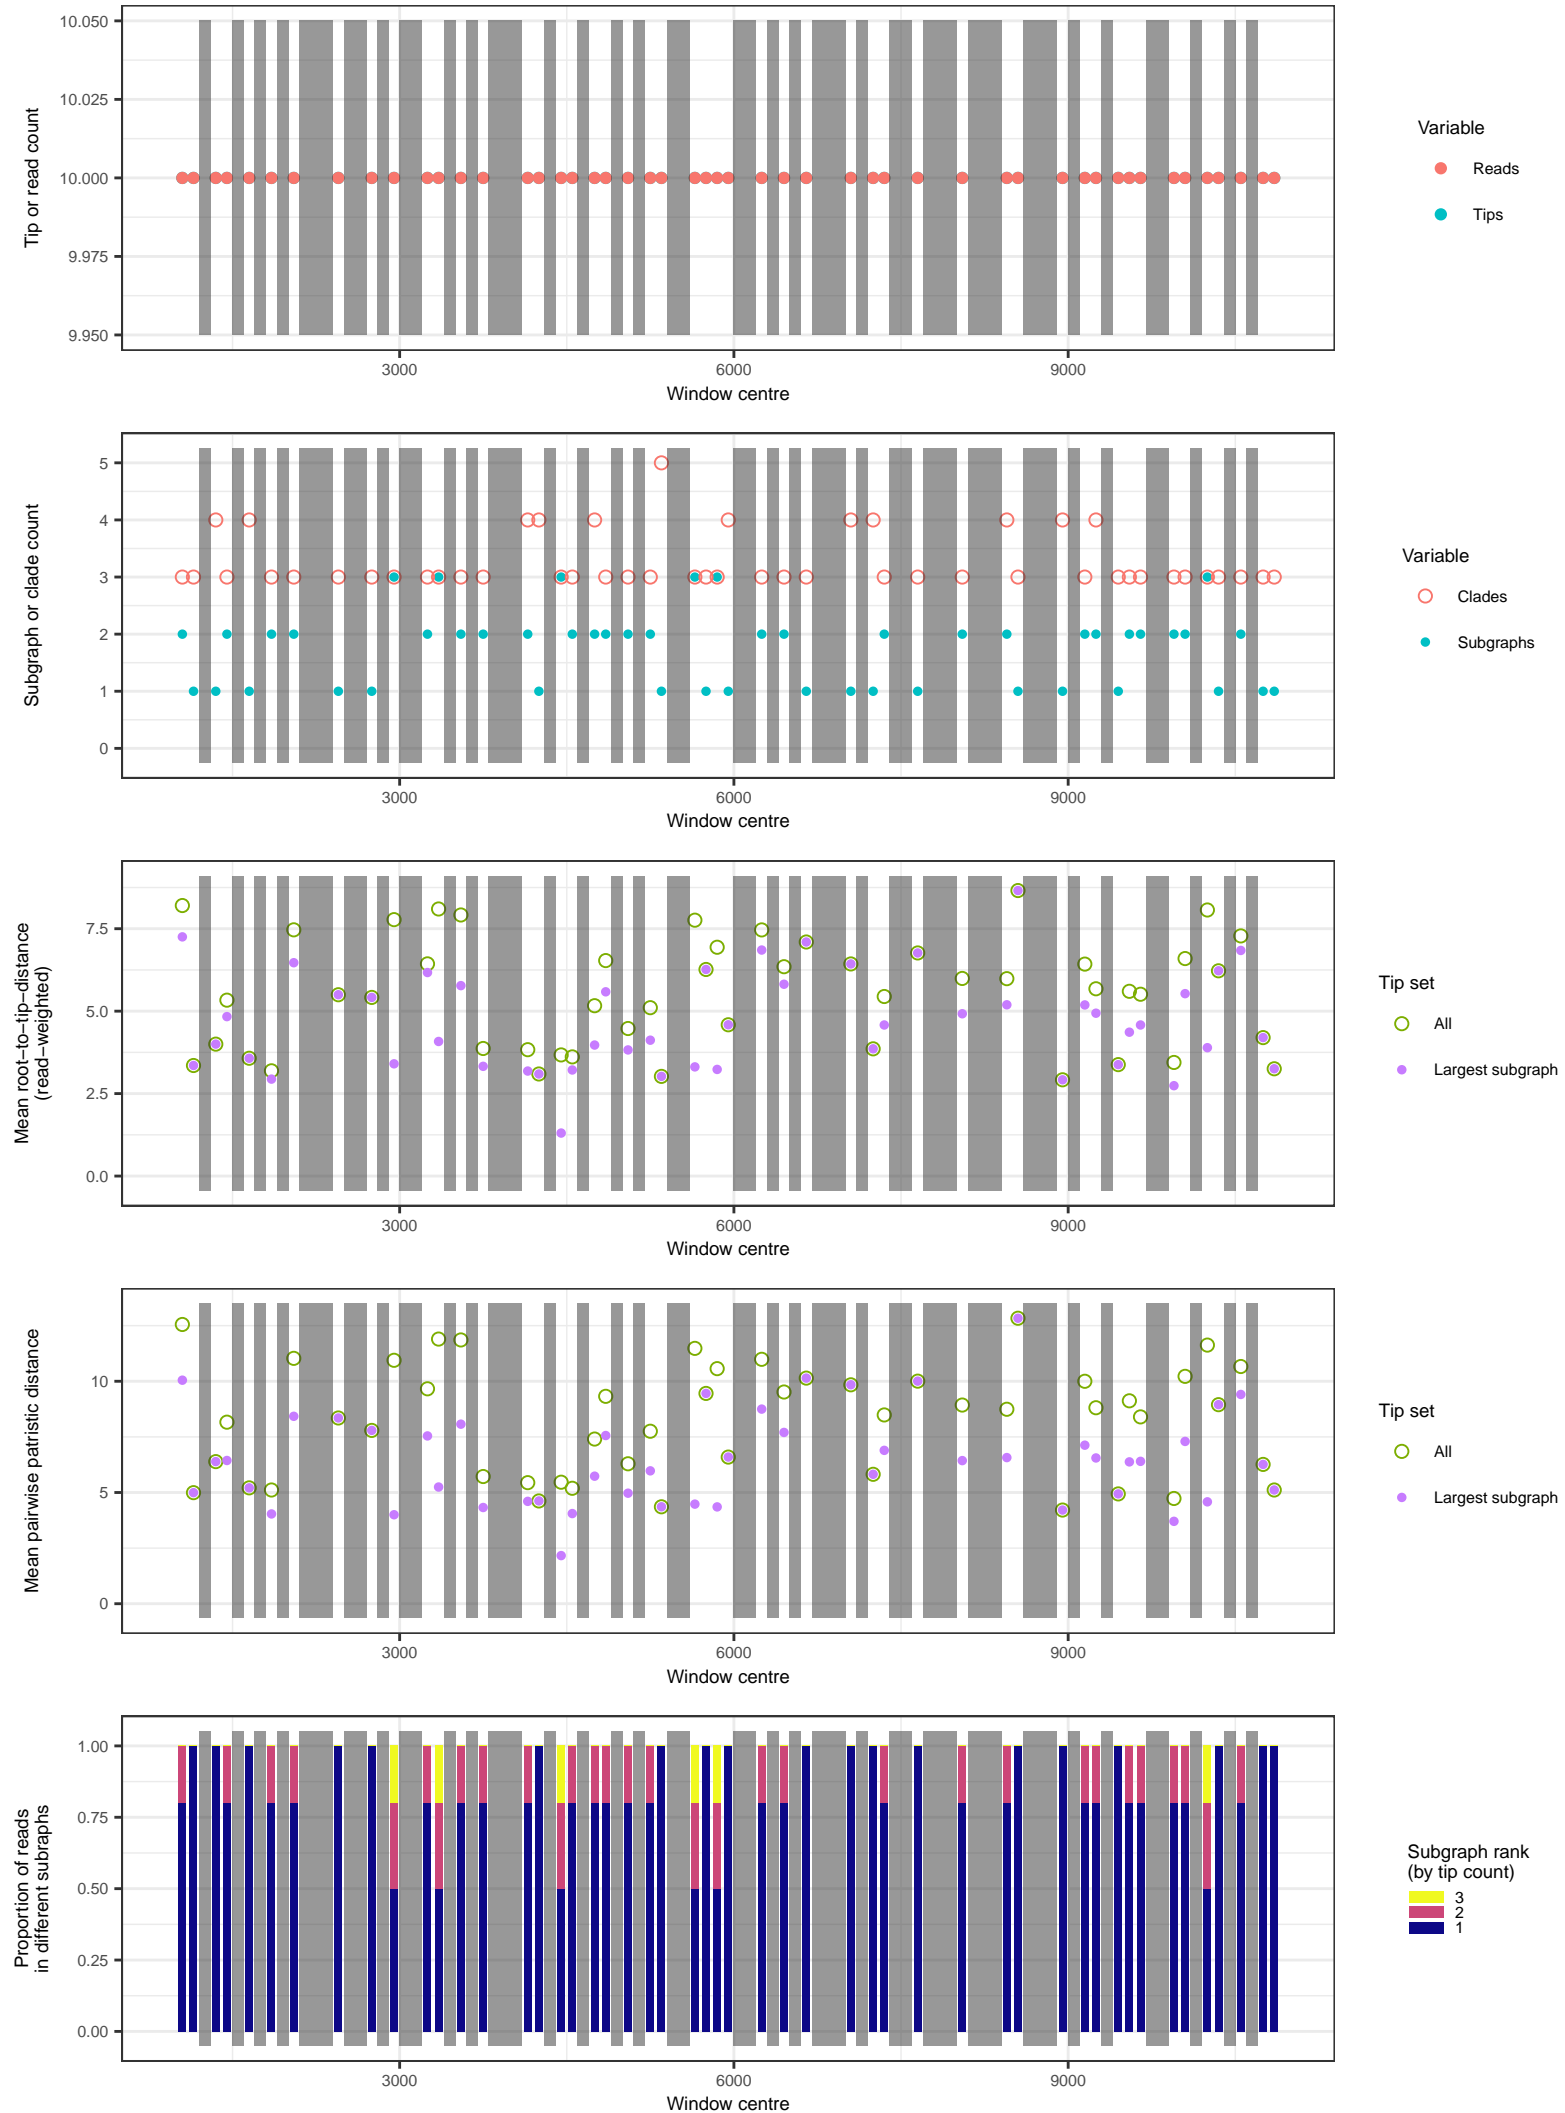 10.050
10.025
10.000
9.975
9.950
Tip or read count
3000
6000
9000
Window centre
Variable
Reads
Tips
5
4
3
2
1
0
Subgraph or clade count
3000
6000
9000
Window centre
Variable
Clades
Subgraphs
7.5
5.0
2.5
0.0
Mean root−to−tip−distance
(read−weighted)
3000
6000
9000
Window centre
Tip set
All
Largest subgraph
10
5
0
Mean pairwise patristic distance
3000
6000
9000
Window centre
Tip set
All
Largest subgraph
1.00
0.75
0.50
0.25
0.00
Proportion of reads
in different subraphs
3000
6000
9000
Window centre
Subgraph rank
(by tip count)
3
2
1